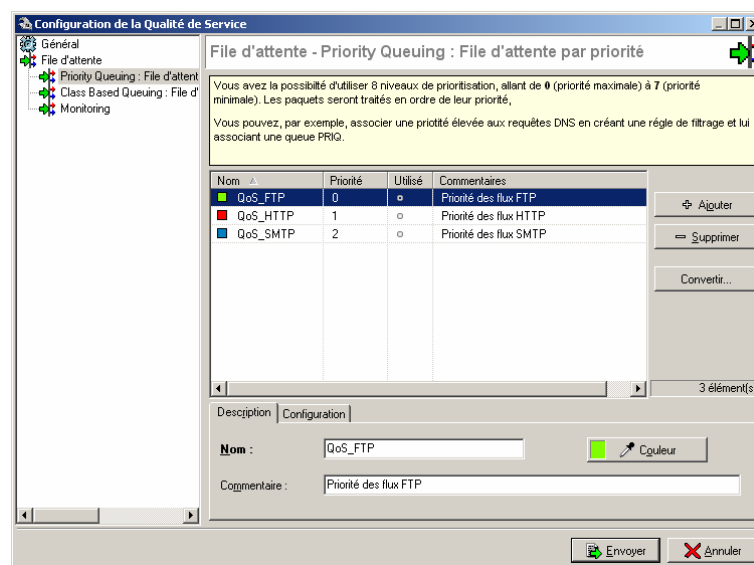 Configuration de la Qualité de Service
Général
File d'attente
Priority Queuing : File d'attent
Class Based Queuing : File d'
Monitoring
File d'attente - Priority Queuing : File d'attente par priorité
Vous avez la possibilté d'utiliser 8 niveaux de prioritisation, allant de 0 (priorité maximale) à 7 (priorité
minimale). Les paquets seront traités en ordre de leur priorité,
Vous pouvez, par exemple, associer une priotité élevée aux requêtes DNS en créant une régle de filtrage et lui
associant une queue PRIQ.
Nom Priorité Utilisé Commentaires
QoS_FTP 0 Priorité des flux FTP
QoS_HTTP 1 Priorité des flux HTTP
QoS_SMTP 2 Priorité des flux SMTP
Ajouter
Supprimer
Convertir...
3 élément(s
Description Configuration
Nom : QoS_FTP Couleur
Commentaire : Priorité des flux FTP
Envoyer Annuler